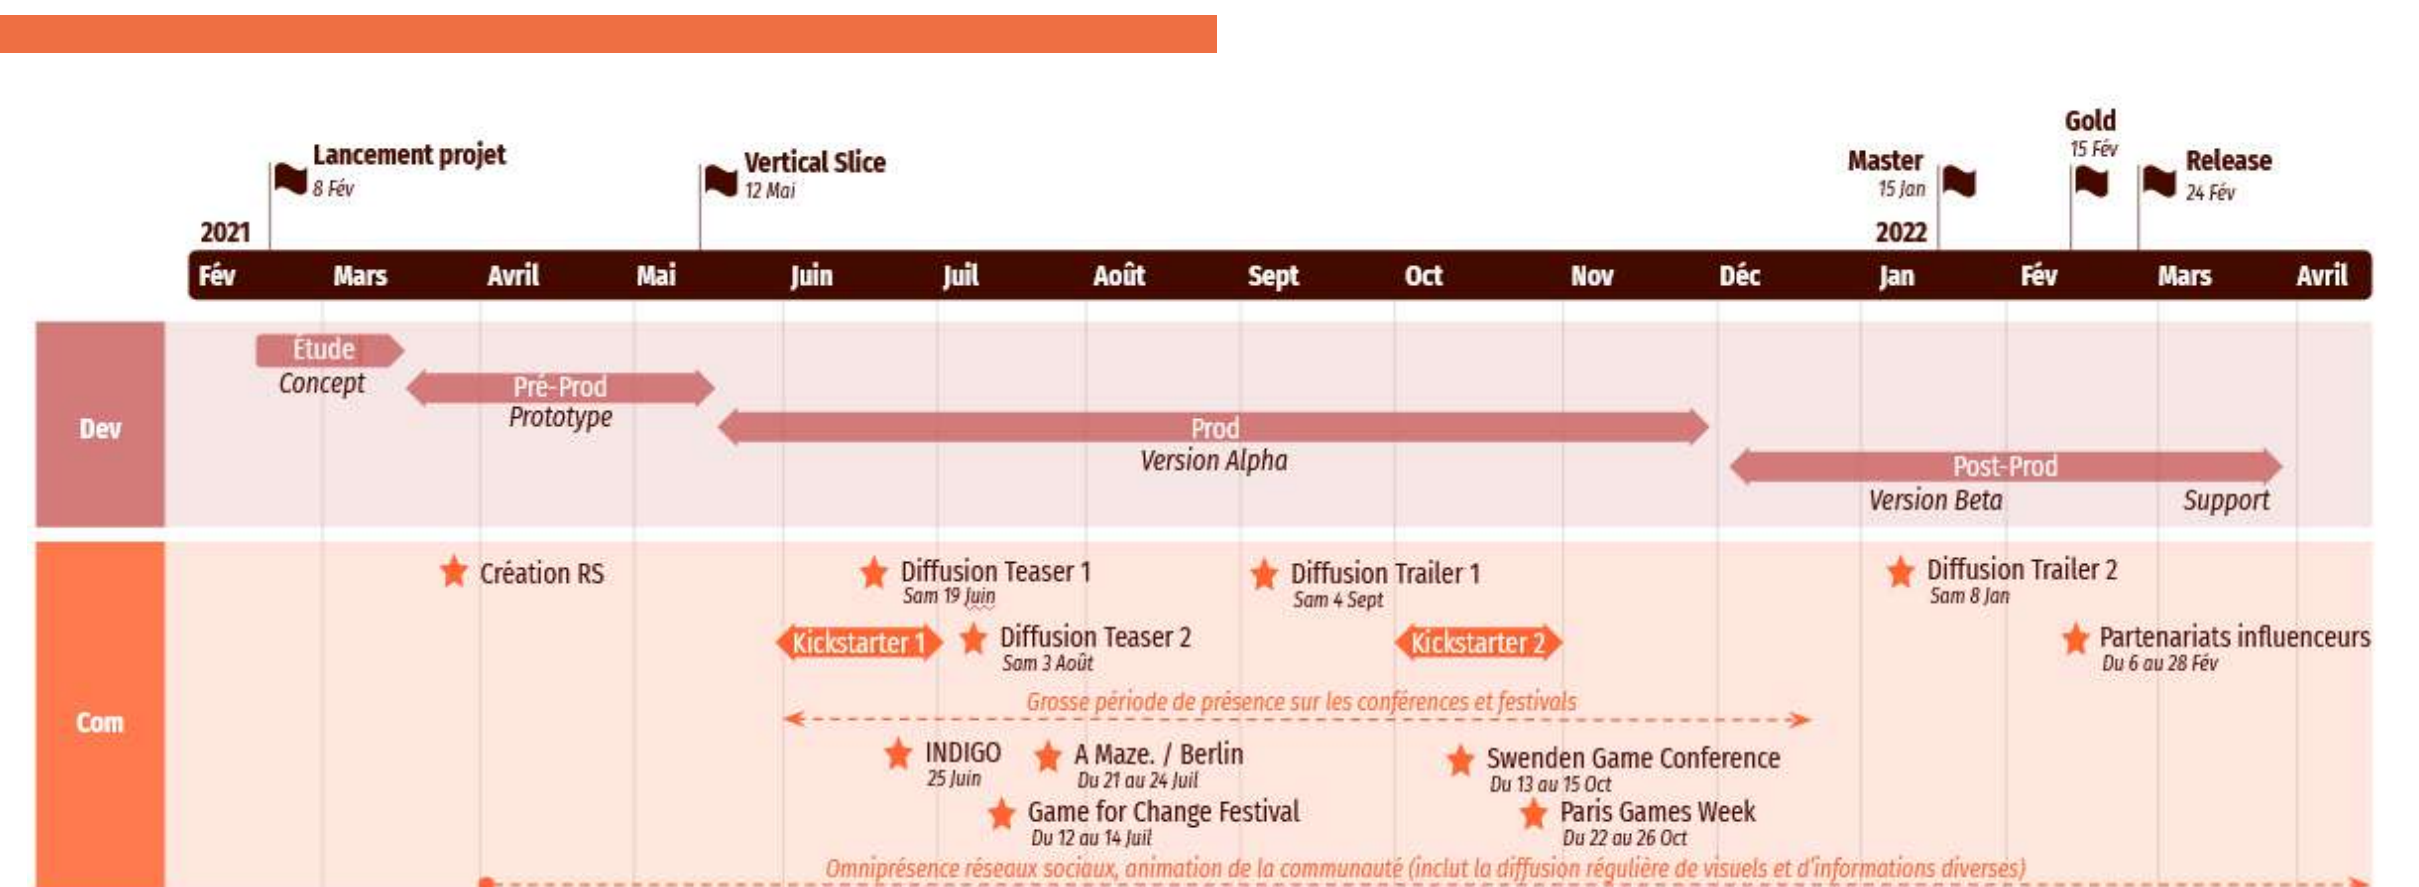 Lancement projet
8 Fév
Vertical Slice
12 Mai
Master
15 Jan
Gold
15 Fév
Release
24 Fév
2021
2022
Fév Mars Avril Mai Juin Juil Août Sept Oct Nov Déc Jan Fév Mars Avril
Dev
Étude
Concept
Pré-Prod
Prototype
Prod
Version Alpha
Post-Prod
Version Beta
Support
Com
Création RS
Diffusion Teaser 1
Sam 19 Juin
Diffusion Trailer 1
Sam 4 Sept
Diffusion Trailer 2
Sam 8 Jan
Kickstarter 1
Diffusion Teaser 2
Sam 3 Août
Kickstarter 2
Partenariats influenceurs
Du 6 au 28 Fév
Grosse période de présence sur les conférences et festivals
INDIGO
25 Juin
A Maze. / Berlin
Du 21 au 24 Juil
Swenden Game Conference
Du 13 au 15 Oct
Game for Change Festival
Du 12 au 14 Juil
Paris Games Week
Du 22 au 26 Oct
Omniprésence réseaux sociaux, animation de la communauté (inclut la diffusion régulière de visuels et d'informations diverses)